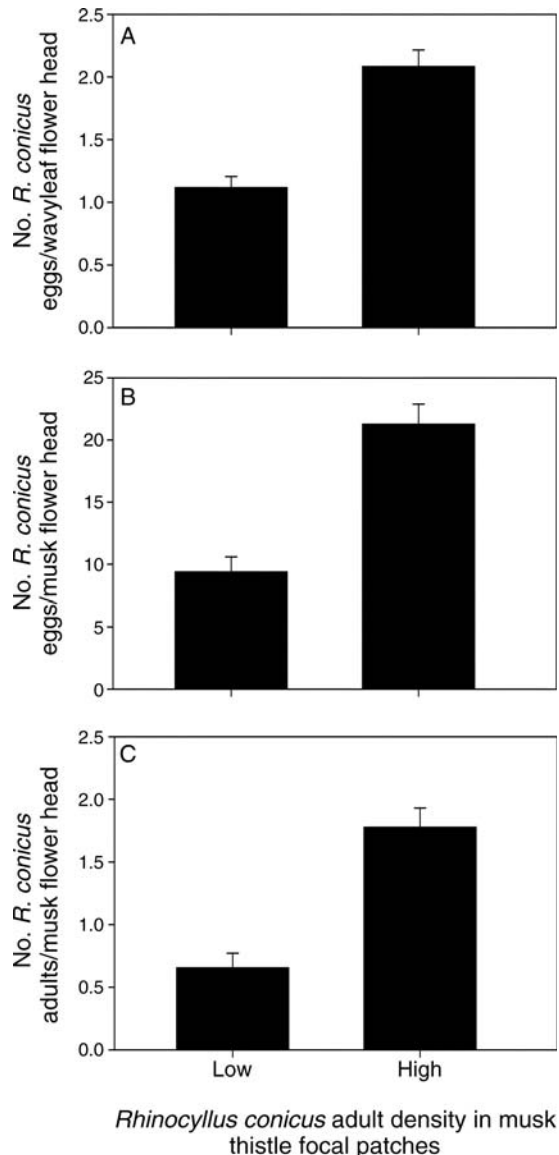 A
No. R. conicus
eggs/wavyleaf flower head
2.5
2.0
1.5
1.0
0.5
0.0
B
No. R. conicus
eggs/musk flower head
25
20
15
10
5
0
C
No. R. conicus
adults/musk flower head
2.5
2.0
1.5
1.0
0.5
0.0
Low High
Rhinocyllus conicus adult density in musk
thistle focal patches